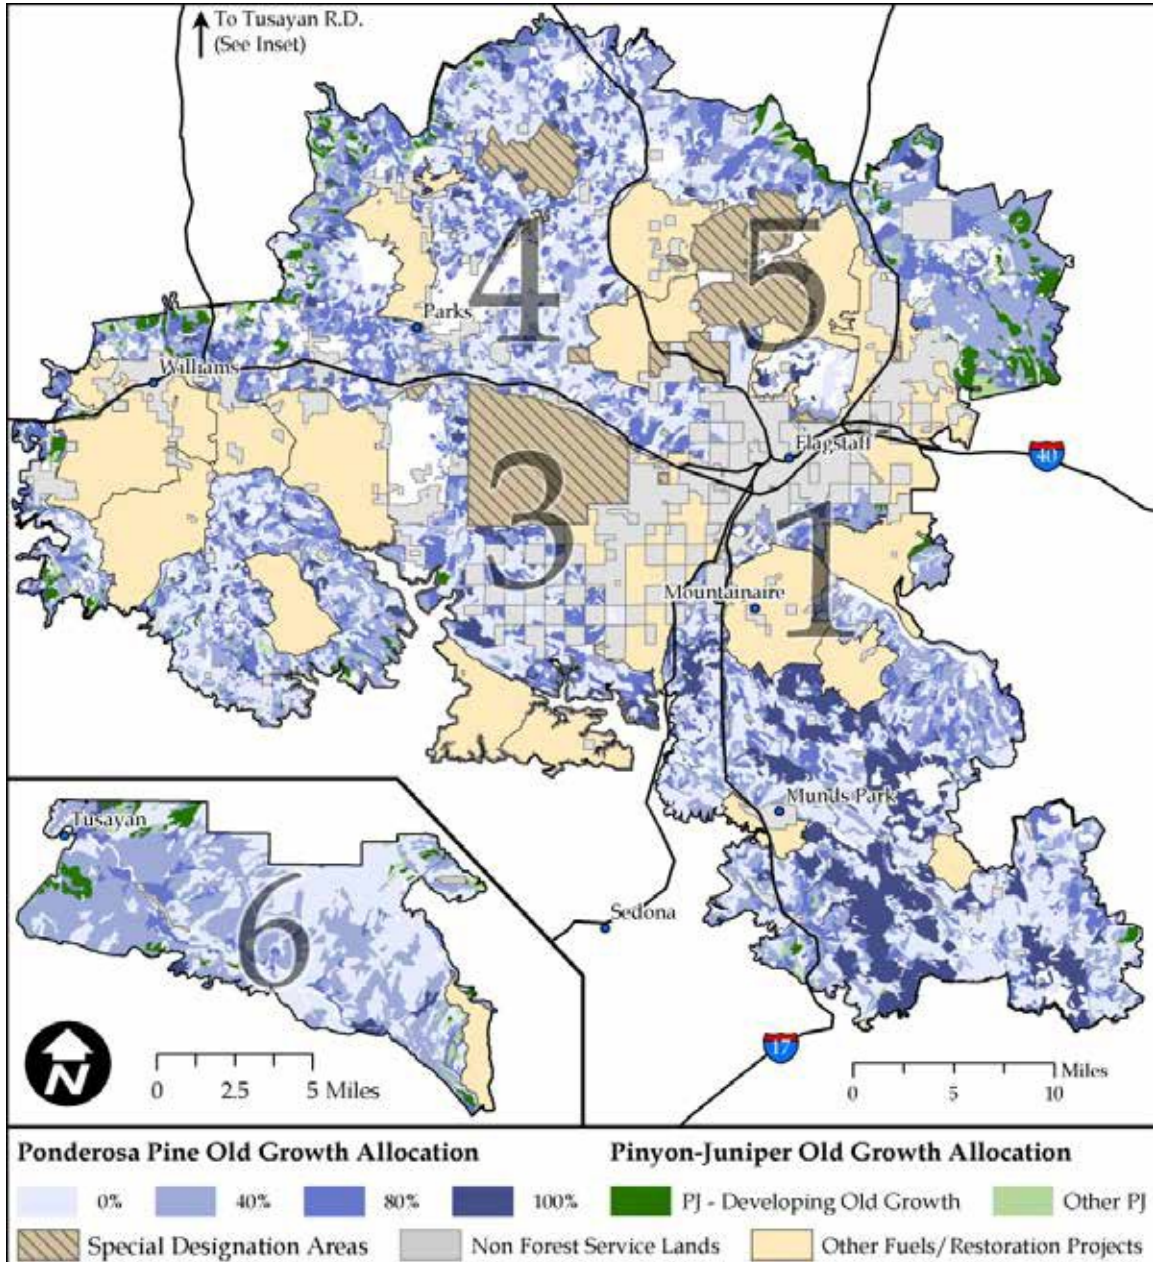 To Tusayan R.D.
(See Inset)
4
5
Parks
Williams
Flagstaff
40
3
1
Mountainaire
Munds Park
Tusayan
Sedona
6
17
N
0 2.5 5 Miles
Miles
0 5 10
Ponderosa Pine Old Growth Allocation
Pinyon-Juniper Old Growth Allocation
0% 40% 80% 100% PJ - Developing Old Growth Other PJ
Special Designation Areas Non Forest Service Lands Other Fuels/Restoration Projects